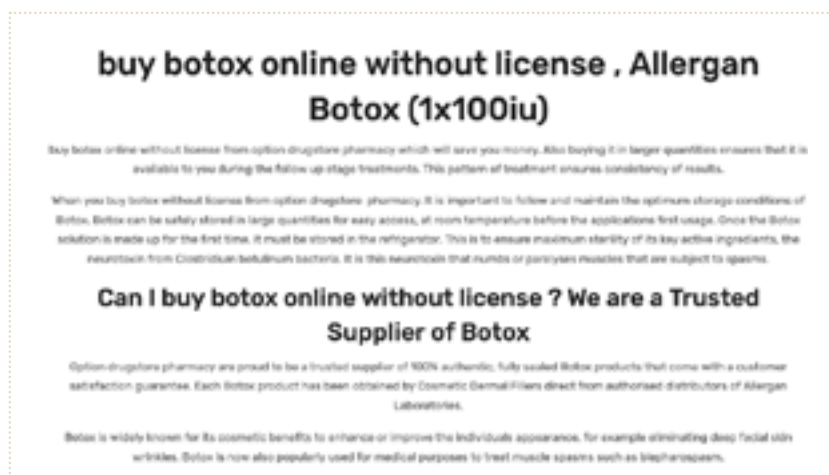 buy botox online without license , Allergan
Botox (1x100iu)
Buy botox online without license from option drugstore pharmacy which will save you money. Also buying it in larger quantities ensures that it is
available to you during the follow up stage treatments. This pattern of treatment ensures consistency of results.
When you buy botox without license from option drugstore pharmacy. It is important to follow and maintain the optimum storage conditions of
Botox. Botox can be safely stored in large quantities for easy access, at room temperature before the applications first usage. Once the Botox
solution is made up for the first time, it must be stored in the refrigerator. This is to ensure maximum sterility of its key active ingredients, the
neurotoxin from Clostridium botulinum bacteria. It is this neurotoxin that numbs or paralyses muscles that are subject to spasms.
Can I buy botox online without license ? We are a Trusted
Supplier of Botox
Option drugstore pharmacy are proud to be a trusted supplier of 100% authentic, fully sealed Botox products that come with a customer
satisfaction guarantee. Each Botox product has been obtained by Cosmetic Dermal Fillers direct from authorised distributors of Allergan
Laboratories.
Botox is widely known for its cosmetic benefits to enhance or improve the individuals appearance, for example eliminating deep facial skin
wrinkles. Botox is now also popularly used for medical purposes to treat muscle spasms such as blepharospasm.